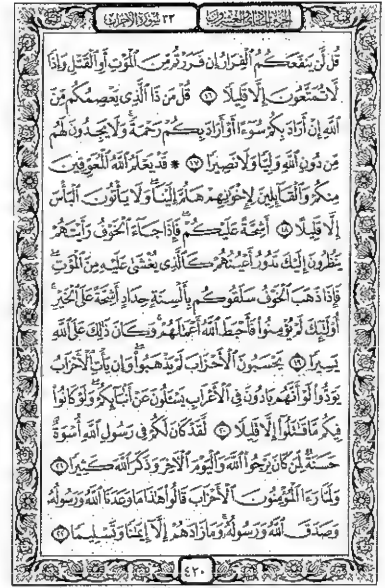 الجزء الحادي والعشرون
٣٣ سورة الأحزاب
قُل لَّن يَنفَعَكُمُ ٱلْفِرَارُ إِن فَرَرْتُم مِّنَ ٱلْمَوْتِ أَوِ ٱلْقَتْلِ وَإِذًا
لَّا تُمَتَّعُونَ إِلَّا قَلِيلًا ١٦ قُلْ مَن ذَا ٱلَّذِى يَعْصِمُكُم مِّنَ
ٱللَّهِ إِنْ أَرَادَ بِكُمْ سُوٓءًا أَوْ أَرَادَ بِكُمْ رَحْمَةً ۚ وَلَا يَجِدُونَ لَهُم
مِّن دُونِ ٱللَّهِ وَلِيًّا وَلَا نَصِيرًا ١٧ * قَدْ يَعْلَمُ ٱللَّهُ ٱلْمُعَوِّقِينَ
مِنكُمْ وَٱلْقَآئِلِينَ لِإِخْوَٰنِهِمْ هَلُمَّ إِلَيْنَا ۖ وَلَا يَأْتُونَ ٱلْبَأْسَ
إِلَّا قَلِيلًا ١٨ أَشِحَّةً عَلَيْكُمْ ۖ فَإِذَا جَآءَ ٱلْخَوْفُ رَأَيْتَهُمْ
يَنظُرُونَ إِلَيْكَ تَدُورُ أَعْيُنُهُمْ كَٱلَّذِى يُغْشَىٰ عَلَيْهِ مِنَ ٱلْمَوْتِ ۖ
فَإِذَا ذَهَبَ ٱلْخَوْفُ سَلَقُوكُم بِأَلْسِنَةٍ حِدَادٍ أَشِحَّةً عَلَى ٱلْخَيْرِ ۚ
أُو۟لَٰٓئِكَ لَمْ يُؤْمِنُوا۟ فَأَحْبَطَ ٱللَّهُ أَعْمَٰلَهُمْ ۚ وَكَانَ ذَٰلِكَ عَلَى ٱللَّهِ
يَسِيرًا ١٩ يَحْسَبُونَ ٱلْأَحْزَابَ لَمْ يَذْهَبُوا۟ ۖ وَإِن يَأْتِ ٱلْأَحْزَابُ
يَوَدُّوا۟ لَوْ أَنَّهُم بَادُونَ فِى ٱلْأَعْرَابِ يَسْـَٔلُونَ عَنْ أَنۢبَآئِكُمْ ۖ وَلَوْ كَانُوا۟
فِيكُم مَّا قَٰتَلُوٓا۟ إِلَّا قَلِيلًا ٢٠ لَّقَدْ كَانَ لَكُمْ فِى رَسُولِ ٱللَّهِ أُسْوَةٌ
حَسَنَةٌ لِّمَن كَانَ يَرْجُوا۟ ٱللَّهَ وَٱلْيَوْمَ ٱلْءَاخِرَ وَذَكَرَ ٱللَّهَ كَثِيرًا ٢١
وَلَمَّا رَءَا ٱلْمُؤْمِنُونَ ٱلْأَحْزَابَ قَالُوا۟ هَٰذَا مَا وَعَدَنَا ٱللَّهُ وَرَسُولُهُۥ
وَصَدَقَ ٱللَّهُ وَرَسُولُهُۥ ۚ وَمَا زَادَهُمْ إِلَّآ إِيمَٰنًا وَتَسْلِيمًا ٢٢
٤٢٠